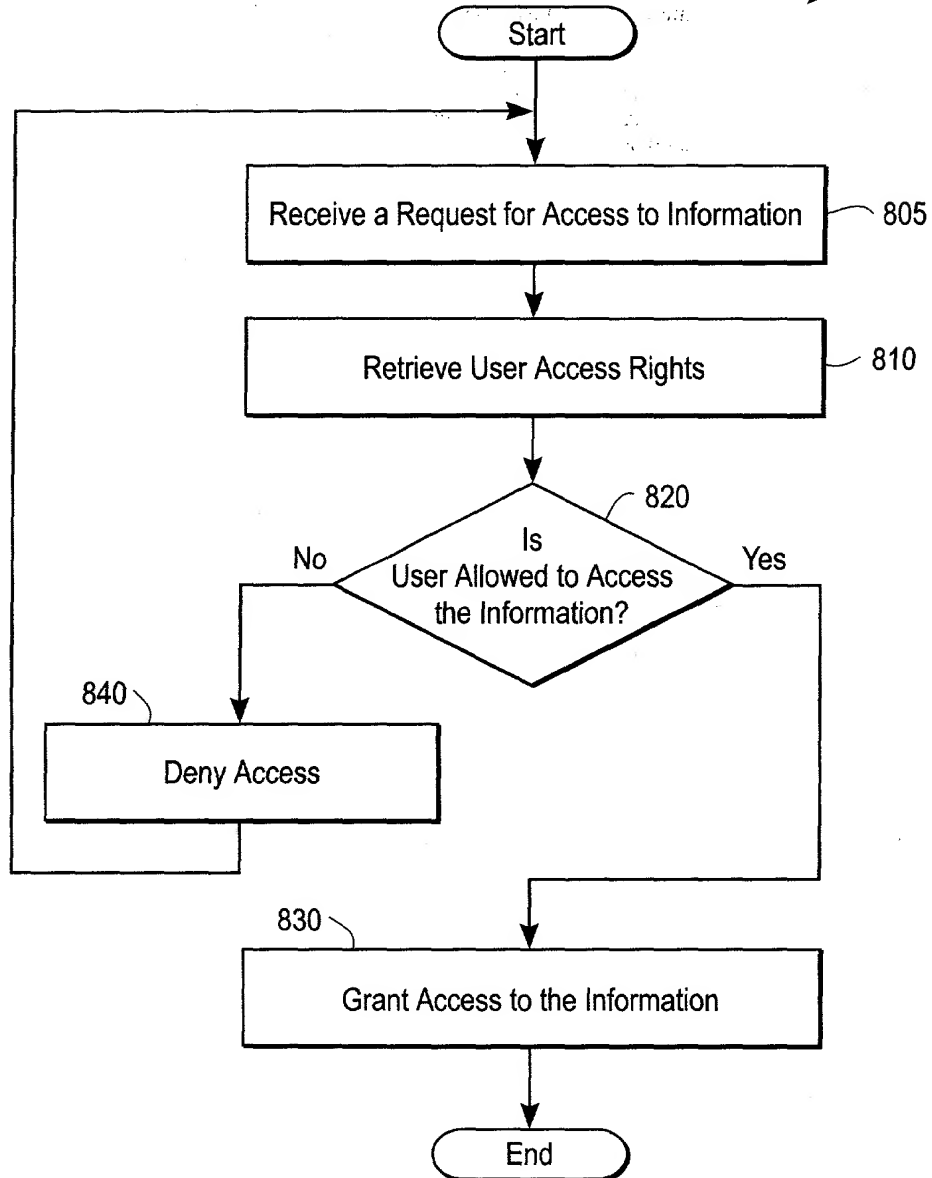 Start
Receive a Request for Access to Information
805
Retrieve User Access Rights
810
820
Is
User Allowed to Access
the Information?
No
Yes
840
Deny Access
830
Grant Access to the Information
End